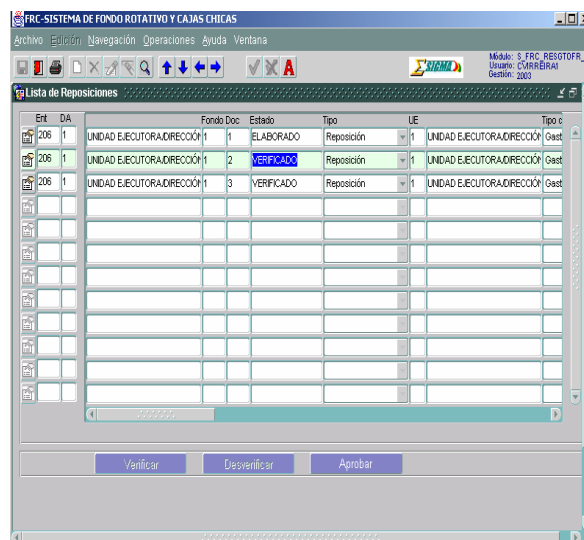 FRC-SISTEMA DE FONDO ROTATIVO Y CAJAS CHICAS
Archivo Edición Navegación Operaciones Ayuda Ventana
SIGMA
Módulo: S_FRC_RESGTOFR_
Usuario: CVIRREIRA1
Gestión: 2003
Lista de Reposiciones
Ent DA Fondo Doc Estado Tipo UE Tipo c
206 1 UNIDAD EJECUTORA/DIRECCIÓN 1 1 ELABORADO Reposición 1 UNIDAD EJECUTORA/DIRECCIÓN Gast
206 1 UNIDAD EJECUTORA/DIRECCIÓN 1 2 VERIFICADO Reposición 1 UNIDAD EJECUTORA/DIRECCIÓN Gast
206 1 UNIDAD EJECUTORA/DIRECCIÓN 1 3 VERIFICADO Reposición 1 UNIDAD EJECUTORA/DIRECCIÓN Gast
Verificar Desverificar Aprobar